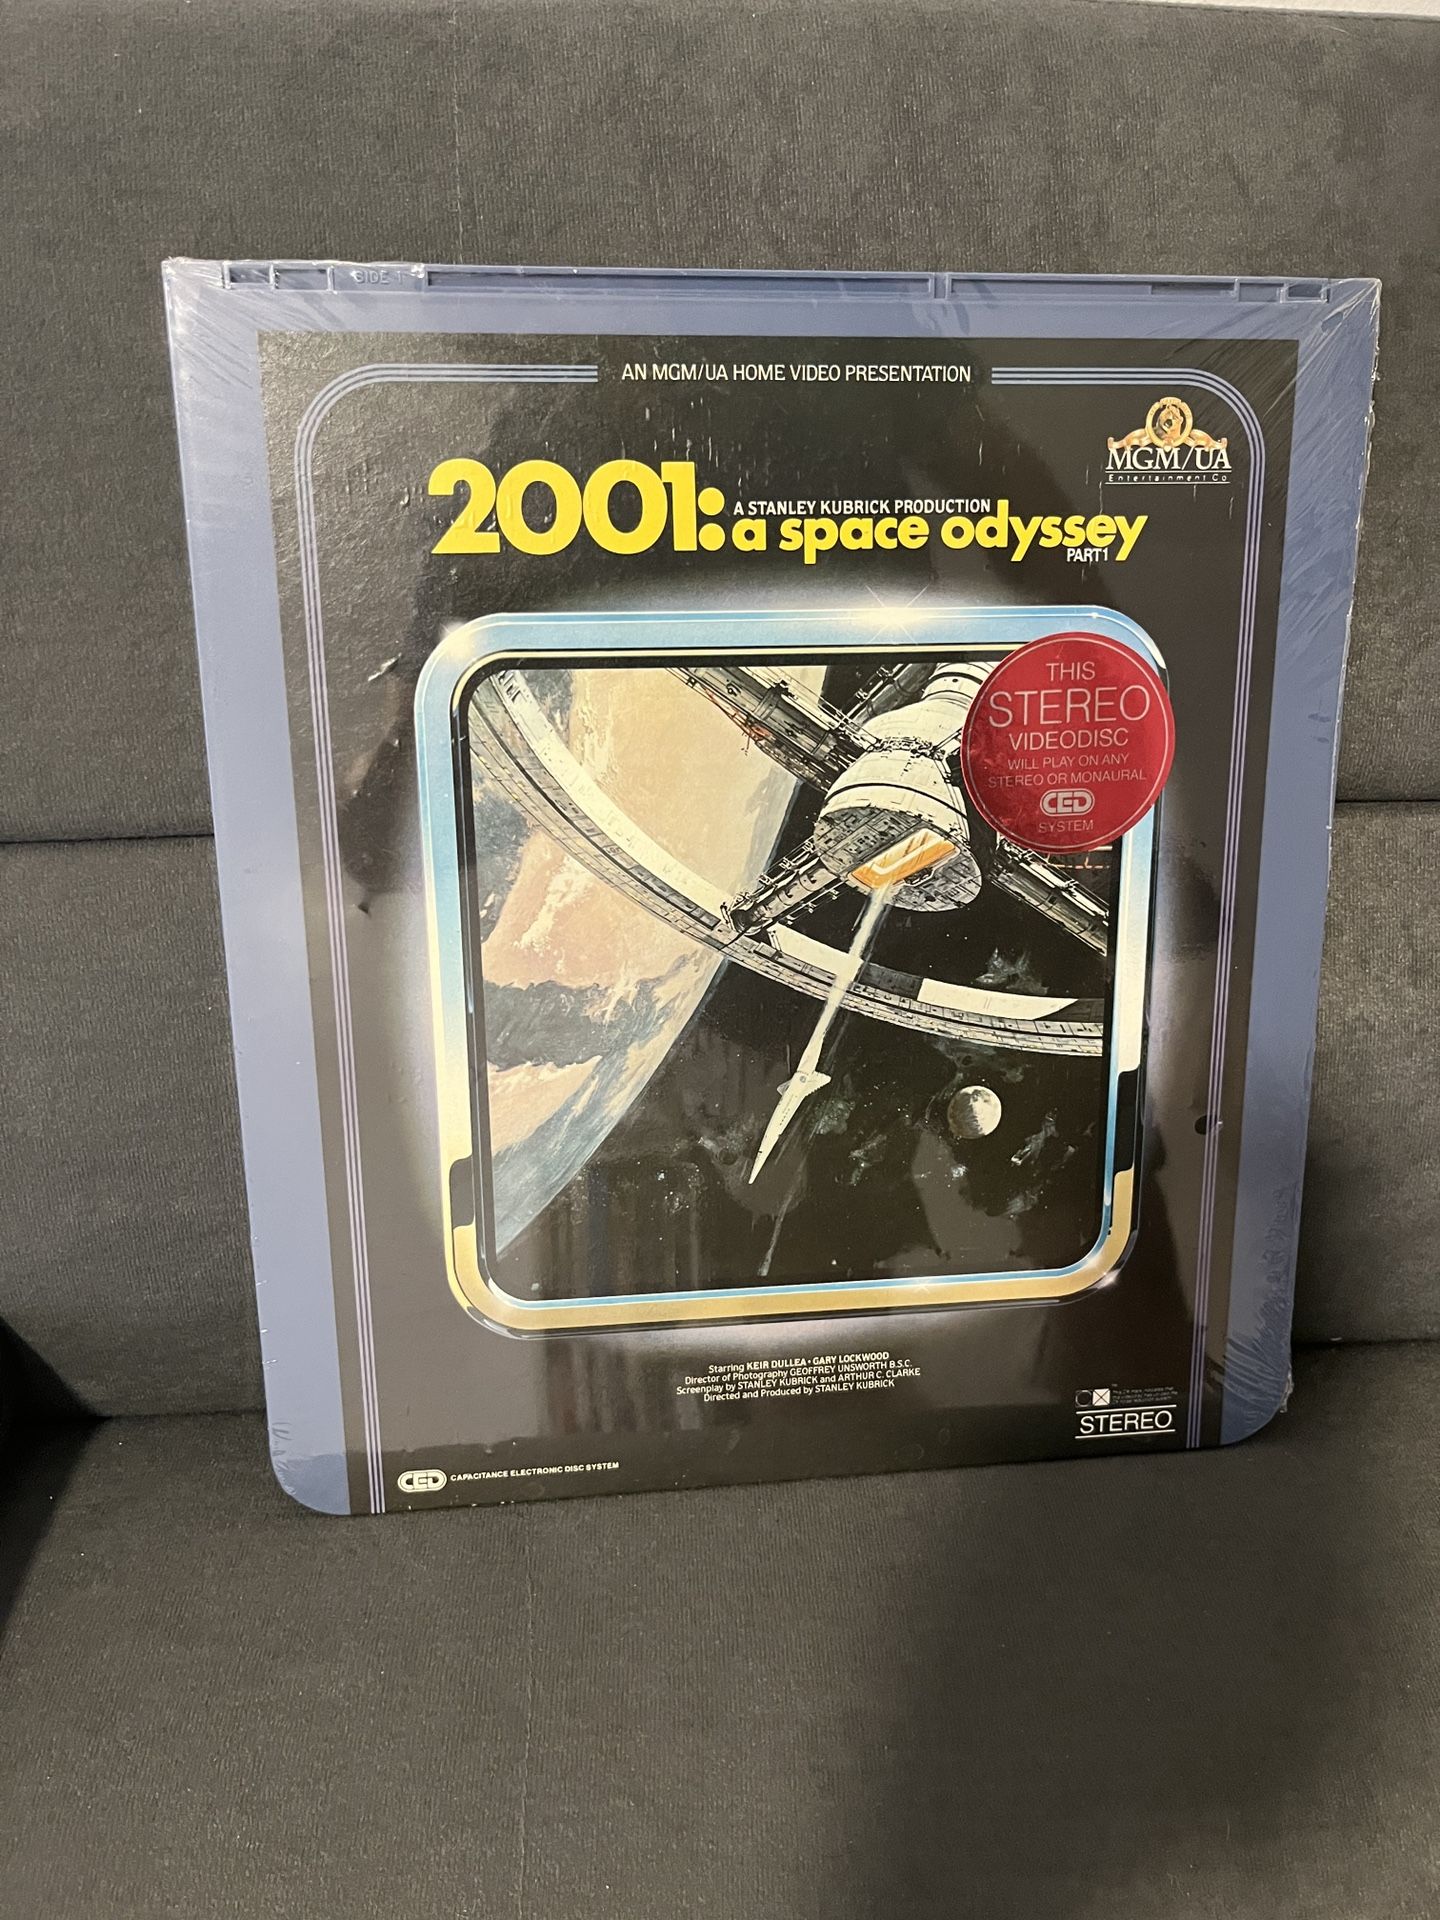 SIDE 1
AN MGM/UA HOME VIDEO PRESENTATION
MGM/UA
Entertainment Co
2001:
A STANLEY KUBRICK PRODUCTION
a space odyssey
PART 1
THIS
STEREO
VIDEODISC
WILL PLAY ON ANY
STEREO OR MONAURAL
CED
SYSTEM
Starring KEIR DULLEA • GARY LOCKWOOD
Director of Photography GEOFFREY UNSWORTH B.S.C.
Screenplay by STANLEY KUBRICK and ARTHUR C. CLARKE
Directed and Produced by STANLEY KUBRICK
CX
STEREO
CED CAPACITANCE ELECTRONIC DISC SYSTEM